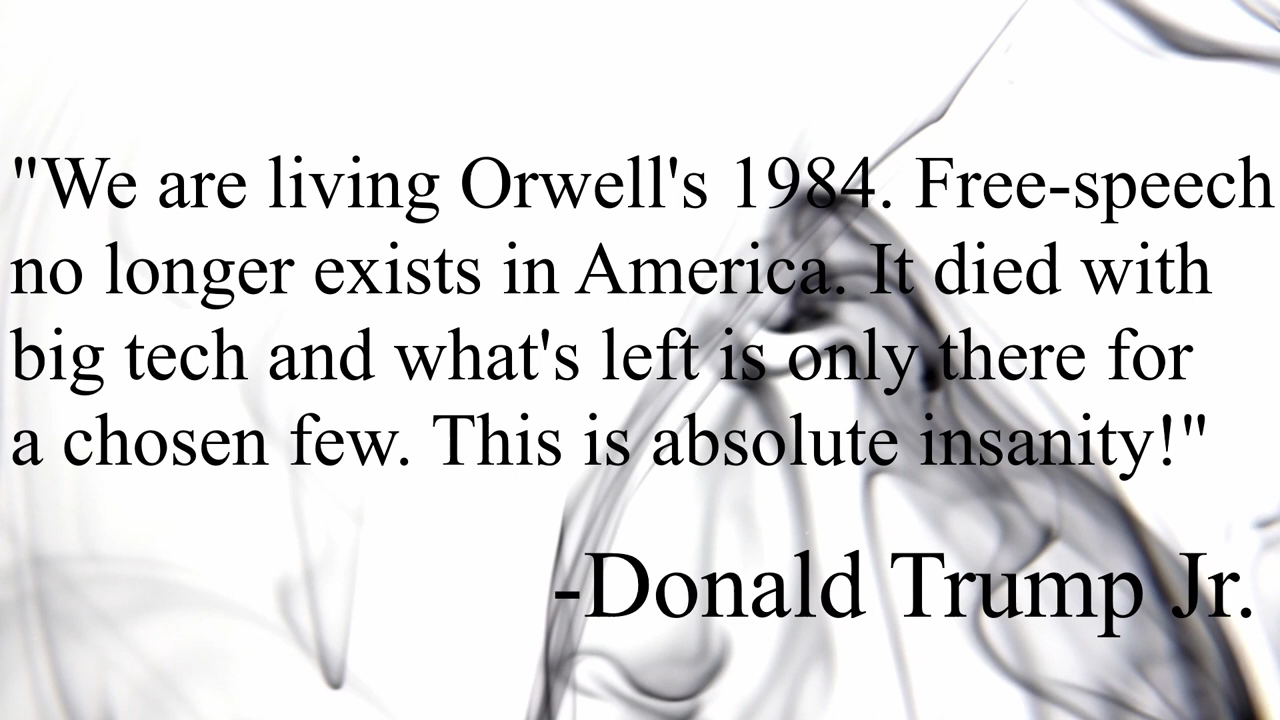 "We are living Orwell's 1984. Free-speech
no longer exists in America. It died with
big tech and what's left is only there for
a chosen few. This is absolute insanity!"
-Donald Trump Jr.